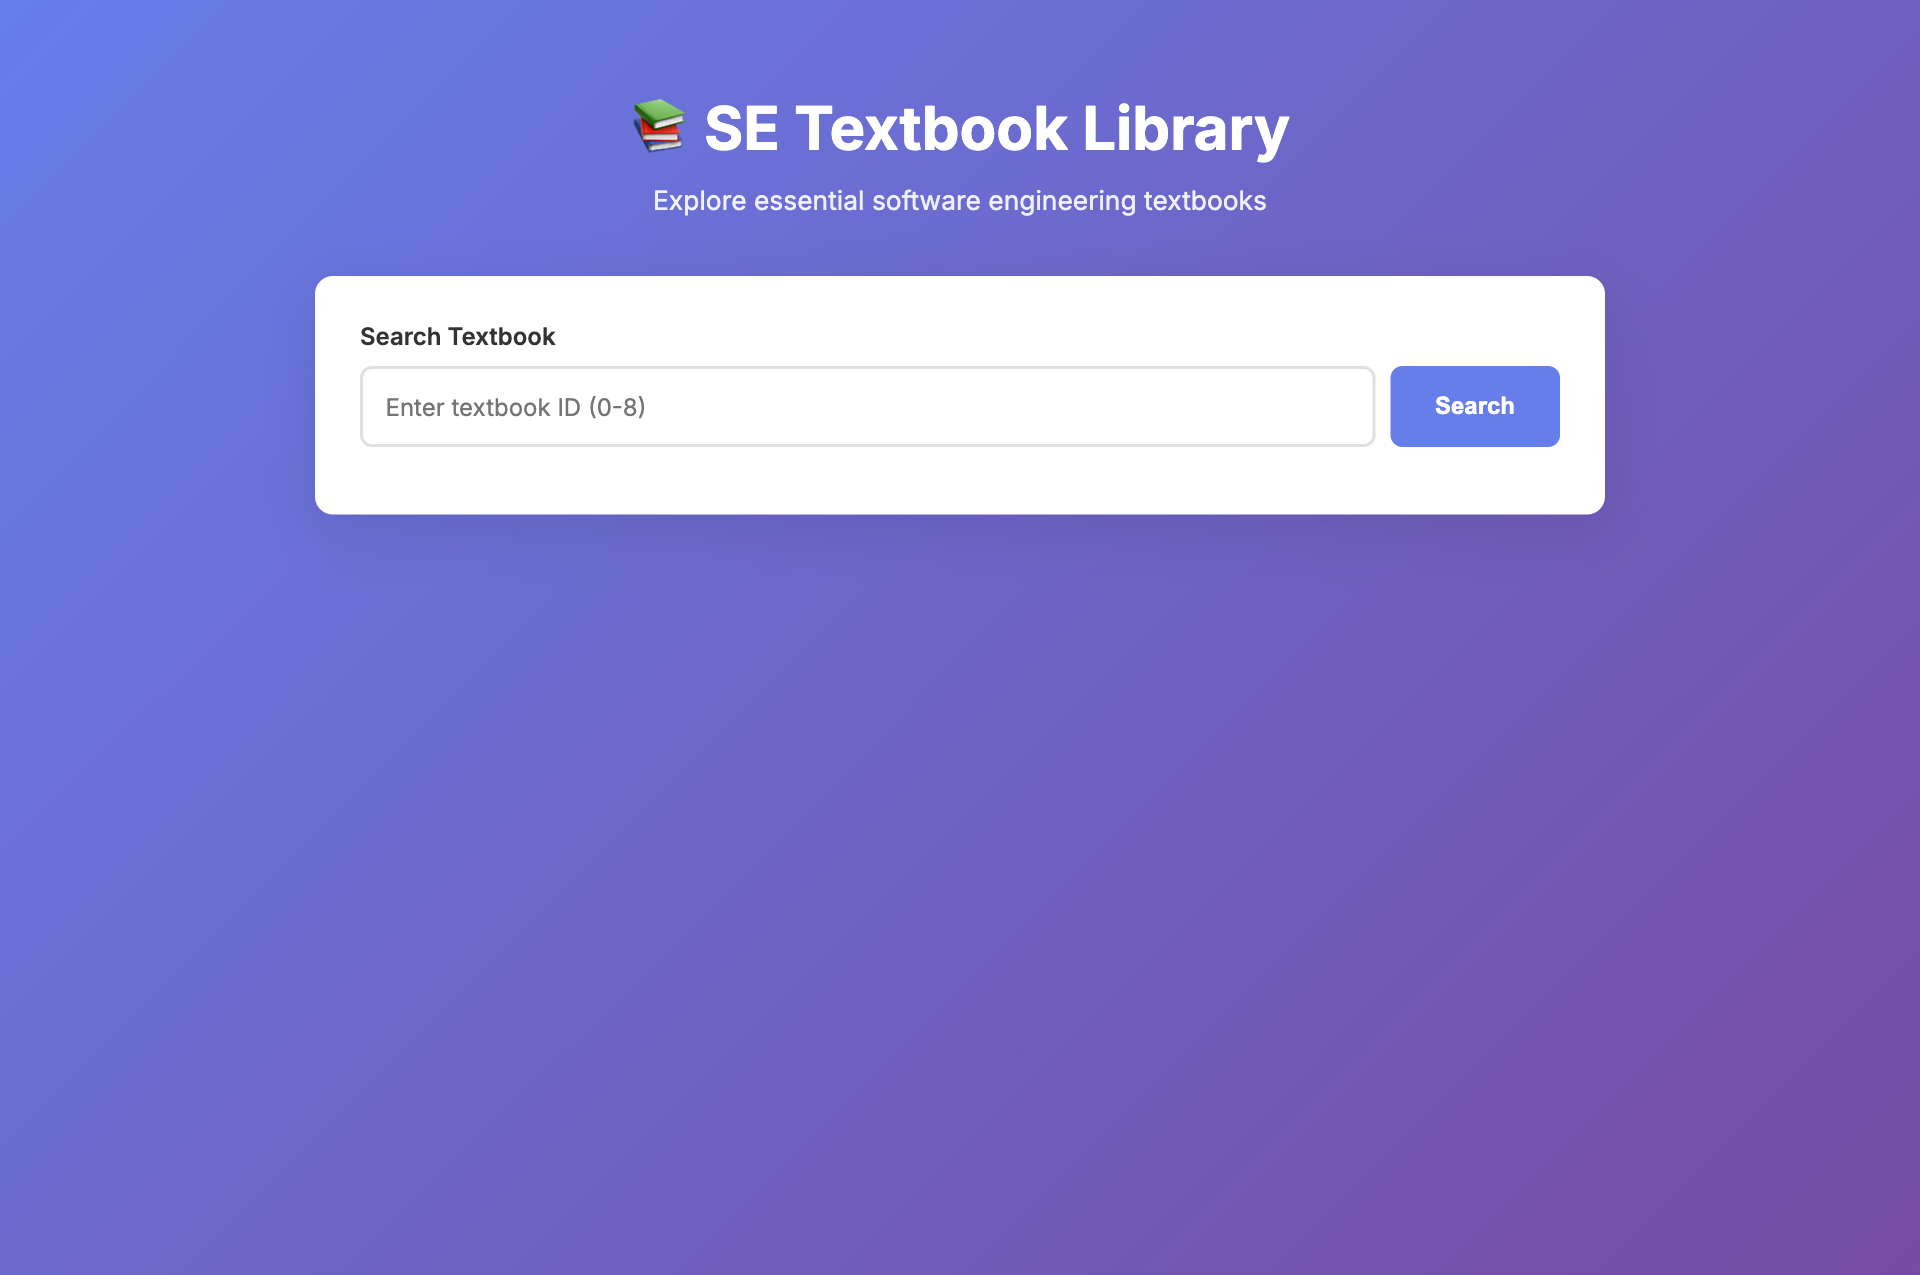 📚 SE Textbook Library
Explore essential software engineering textbooks
Search Textbook
Enter textbook ID (0-8)
Search